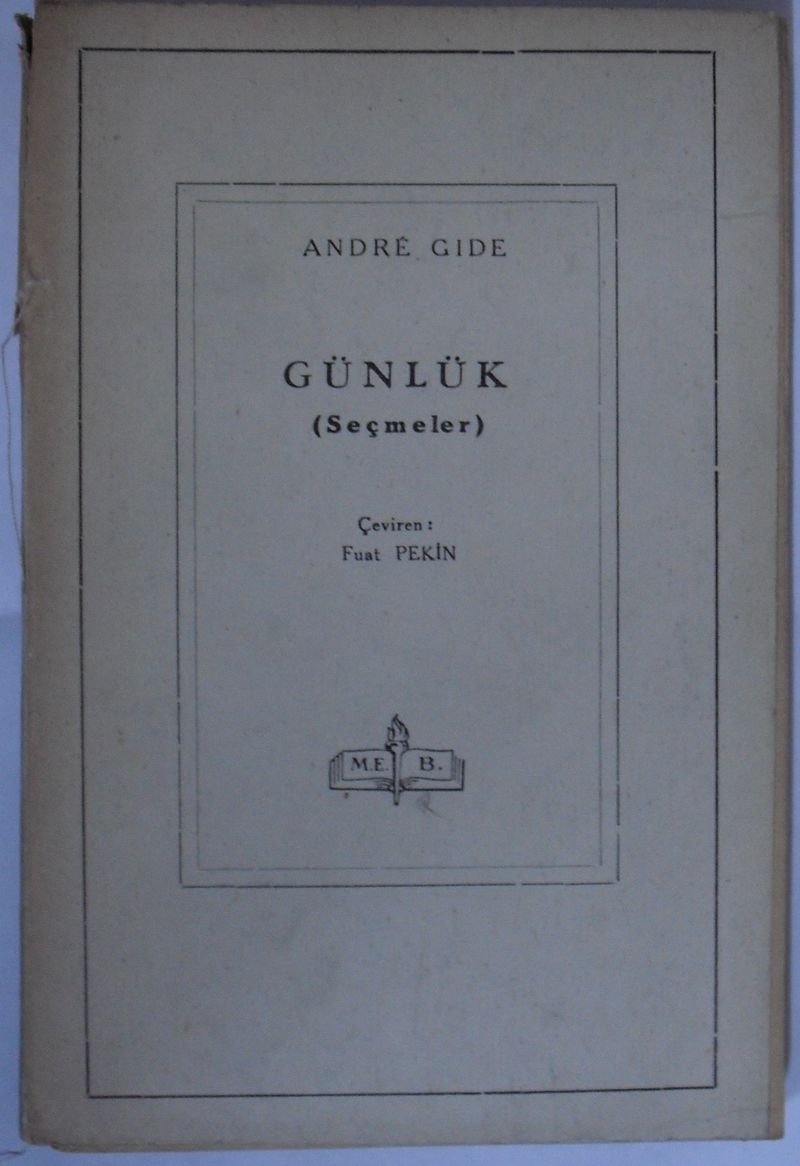 ANDRÉ GIDE
GÜNLÜK
(Seçmeler)
Çeviren :
Fuat PEKİN
M.E. B.